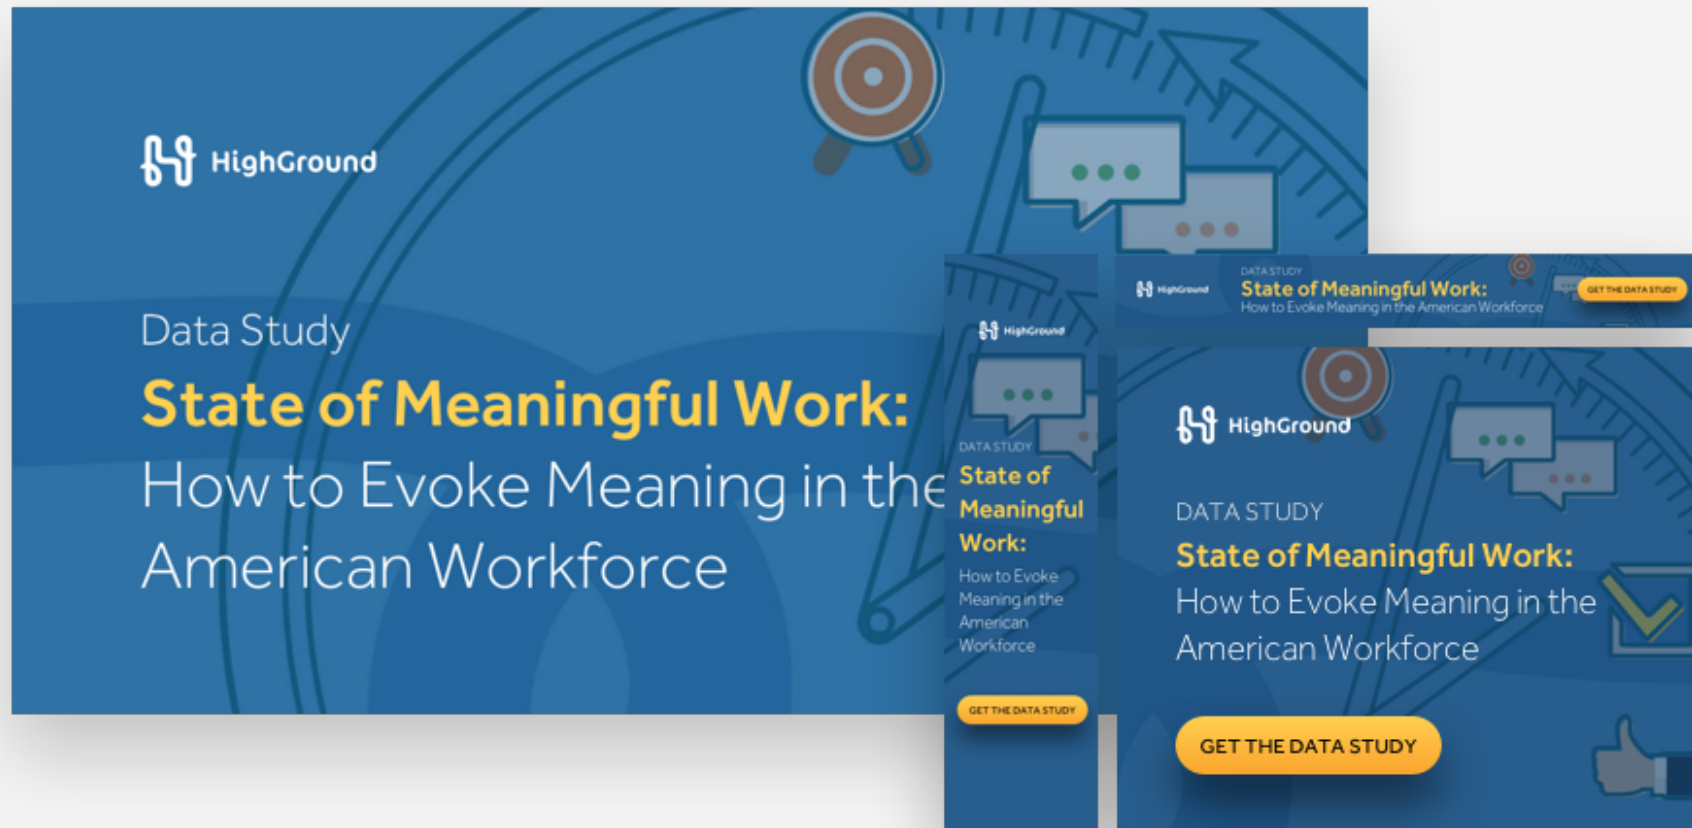 HighGround
Data Study
State of Meaningful Work:
How to Evoke Meaning in the
American Workforce
HighGround
DATA STUDY
State of
Meaningful
Work:
How to Evoke
Meaning in the
American
Workforce
GET THE DATA STUDY
HighGround
DATA STUDY
State of Meaningful Work:
How to Evoke Meaning in the American Workforce
GET THE DATA STUDY
HighGround
DATA STUDY
State of Meaningful Work:
How to Evoke Meaning in the
American Workforce
GET THE DATA STUDY